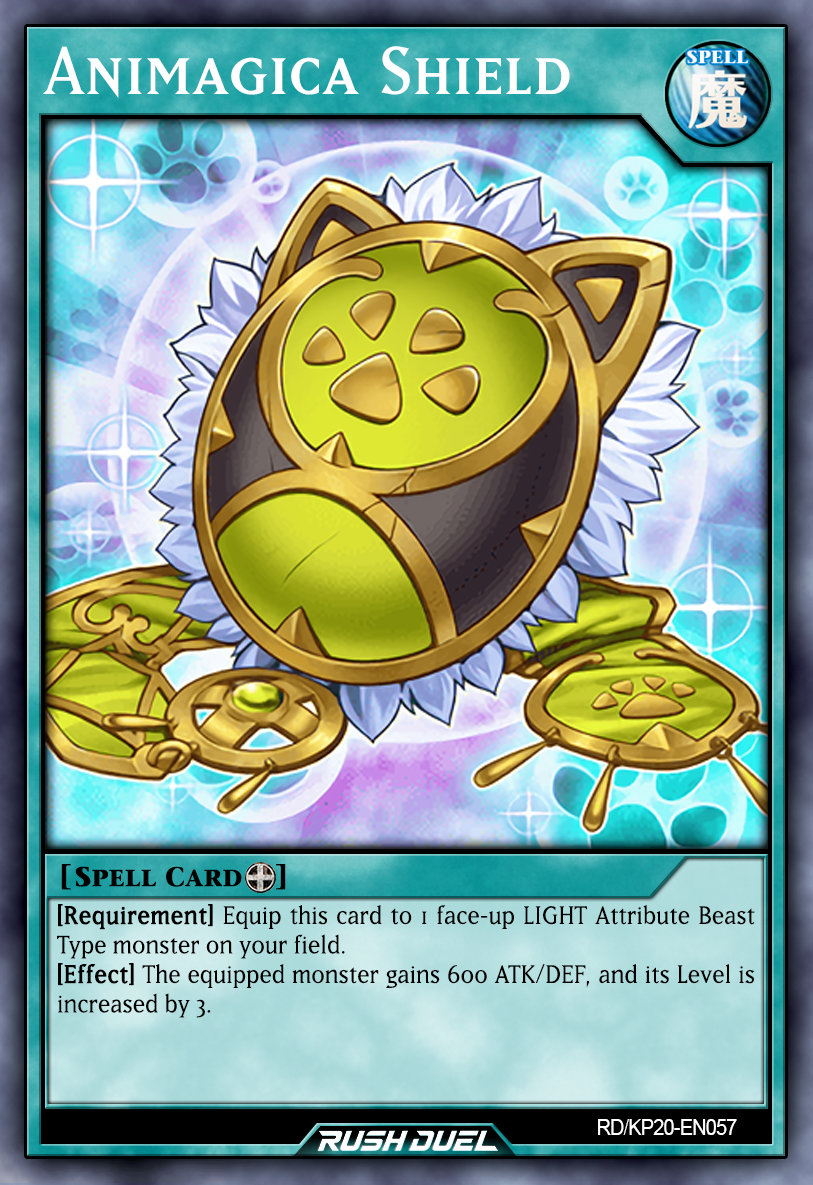 Animagica Shield
SPELL
魔
[Spell Card]
[Requirement] Equip this card to 1 face-up LIGHT Attribute Beast
Type monster on your field.
[Effect] The equipped monster gains 600 ATK/DEF, and its Level is
increased by 3.
RD/KP20-EN057
RUSH DUEL